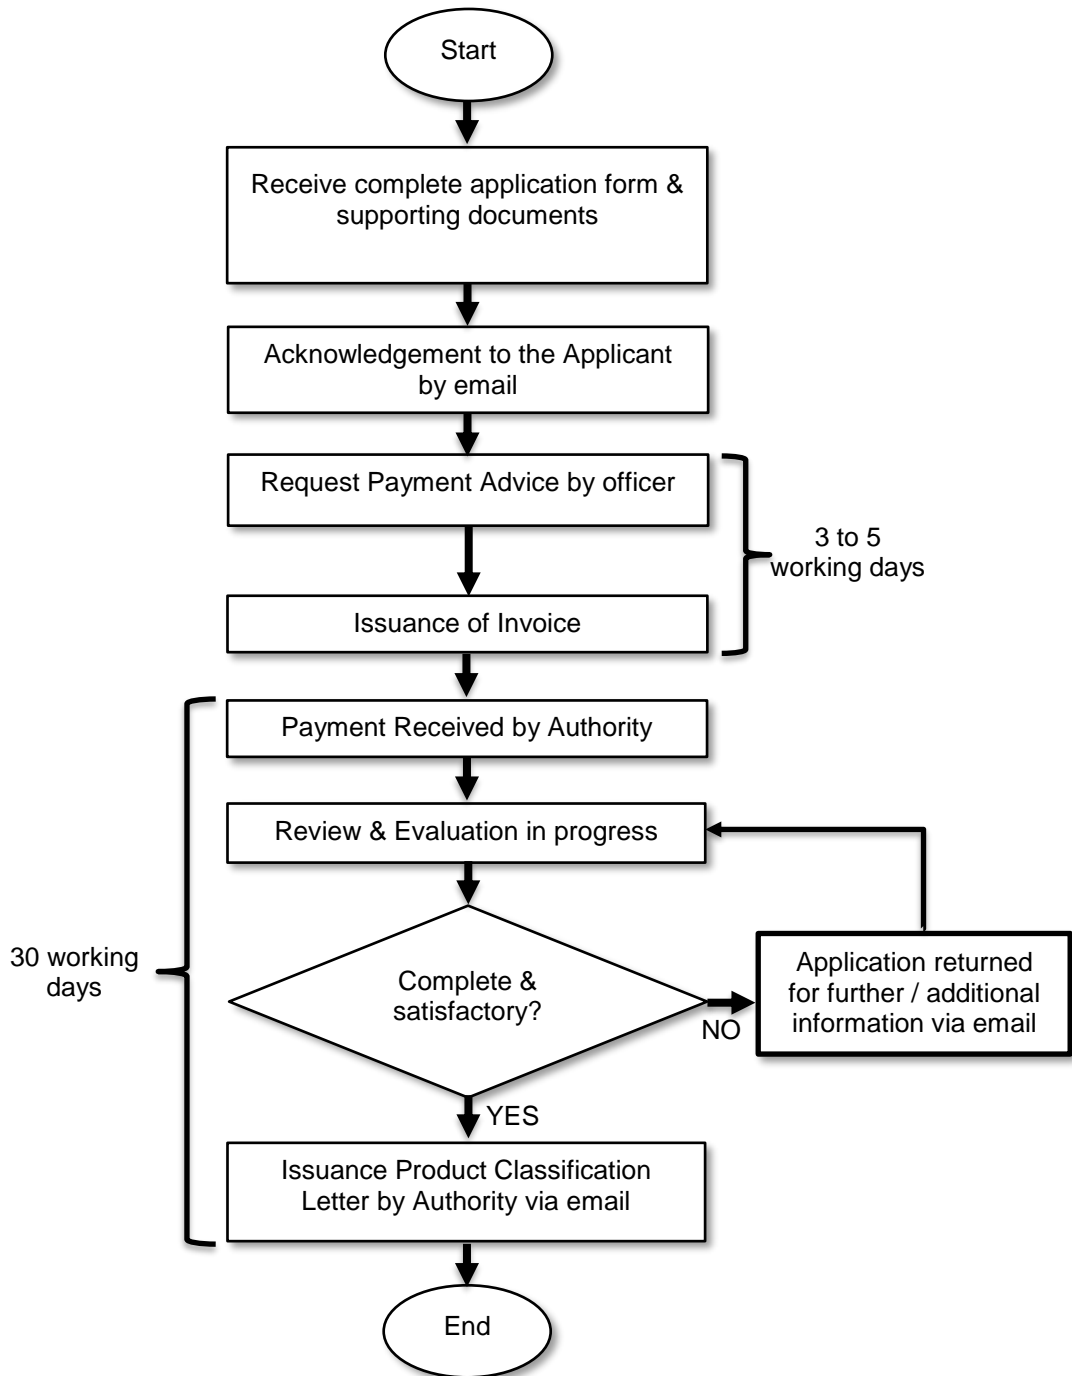 Start
Receive complete application form &
supporting documents
Acknowledgement to the Applicant
by email
Request Payment Advice by officer
3 to 5
working days
Issuance of Invoice
Payment Received by Authority
Review & Evaluation in progress
30 working
days
Complete &
satisfactory?
NO
Application returned
for further / additional
information via email
YES
Issuance Product Classification
Letter by Authority via email
End